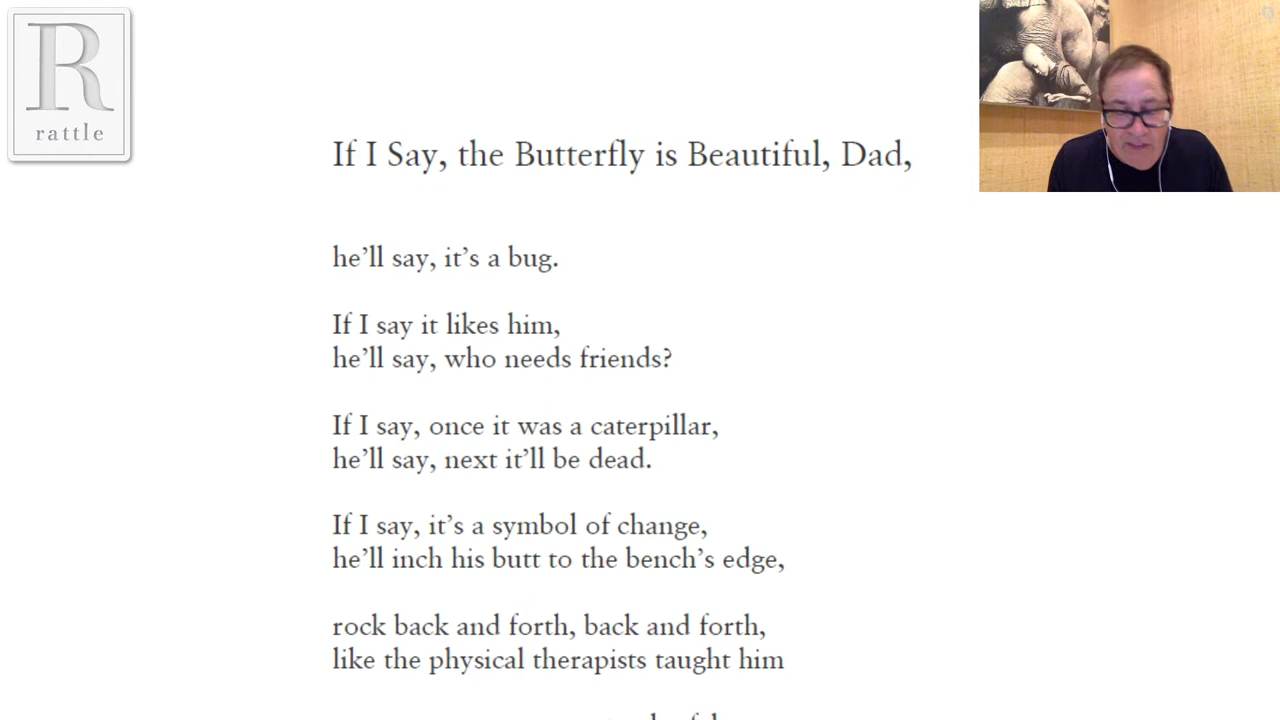 R
rattle
If I Say, the Butterfly is Beautiful, Dad,
he’ll say, it’s a bug.
If I say it likes him,
he’ll say, who needs friends?
If I say, once it was a caterpillar,
he’ll say, next it’ll be dead.
If I say, it’s a symbol of change,
he’ll inch his butt to the bench’s edge,
rock back and forth, back and forth,
like the physical therapists taught him